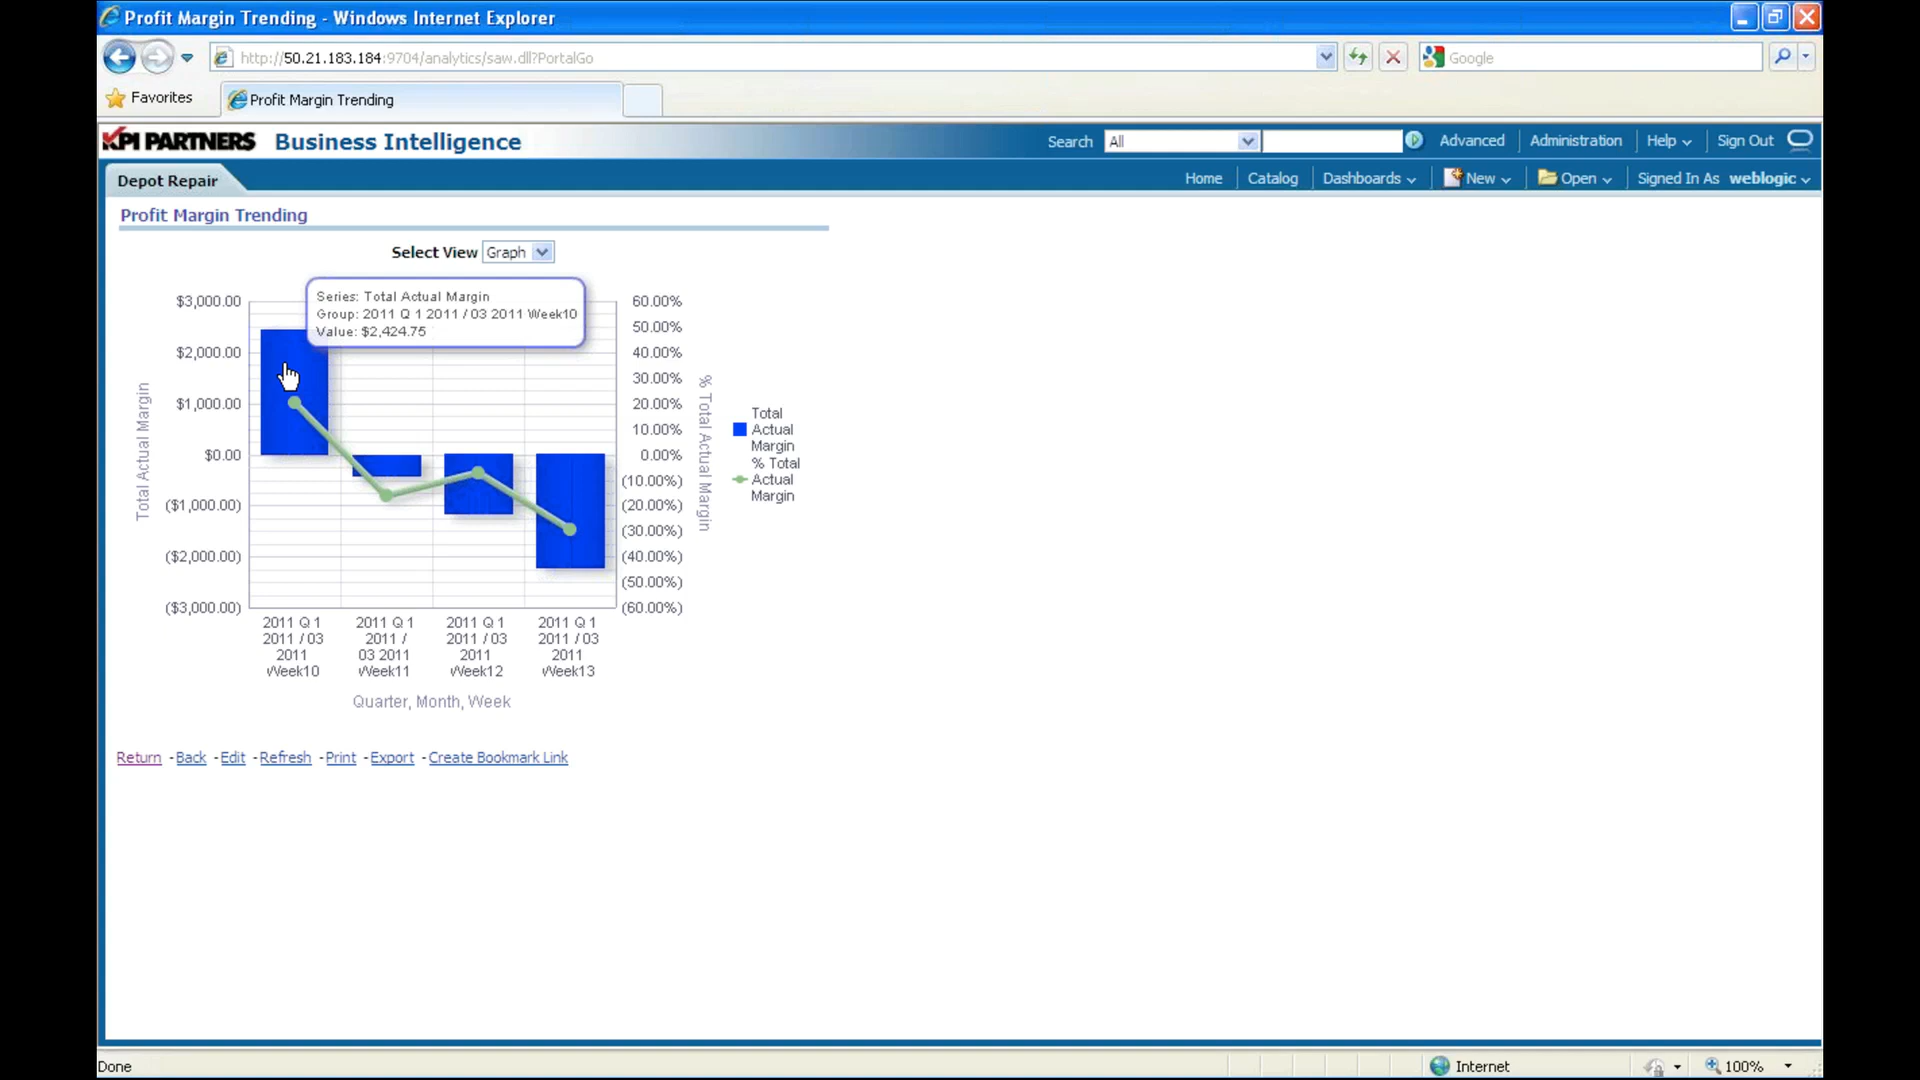 Profit Margin Trending - Windows Internet Explorer
http://50.21.183.184:9704/analytics/saw.dll?PortalGo
Google
Favorites
Profit Margin Trending
KPI PARTNERS Business Intelligence
Search All
Advanced
Administration
Help
Sign Out
Depot Repair
Home
Catalog
Dashboards
New
Open
Signed In As weblogic
Profit Margin Trending
Select View Graph
Series: Total Actual Margin
Group: 2011 Q 1 2011 / 03 2011 Week10
Value: $2,424.75
$3,000.00
$2,000.00
$1,000.00
$0.00
($1,000.00)
($2,000.00)
($3,000.00)
Total Actual Margin
60.00%
50.00%
40.00%
30.00%
20.00%
10.00%
0.00%
(10.00%)
(20.00%)
(30.00%)
(40.00%)
(50.00%)
(60.00%)
% Total Actual Margin
Total
Actual
Margin
% Total
Actual
Margin
2011 Q 1
2011 / 03
2011
Week10
2011 Q 1
2011 /
03 2011
Week11
2011 Q 1
2011 / 03
2011
Week12
2011 Q 1
2011 / 03
2011
Week13
Quarter, Month, Week
Return - Back - Edit - Refresh - Print - Export - Create Bookmark Link
Done
Internet
100%